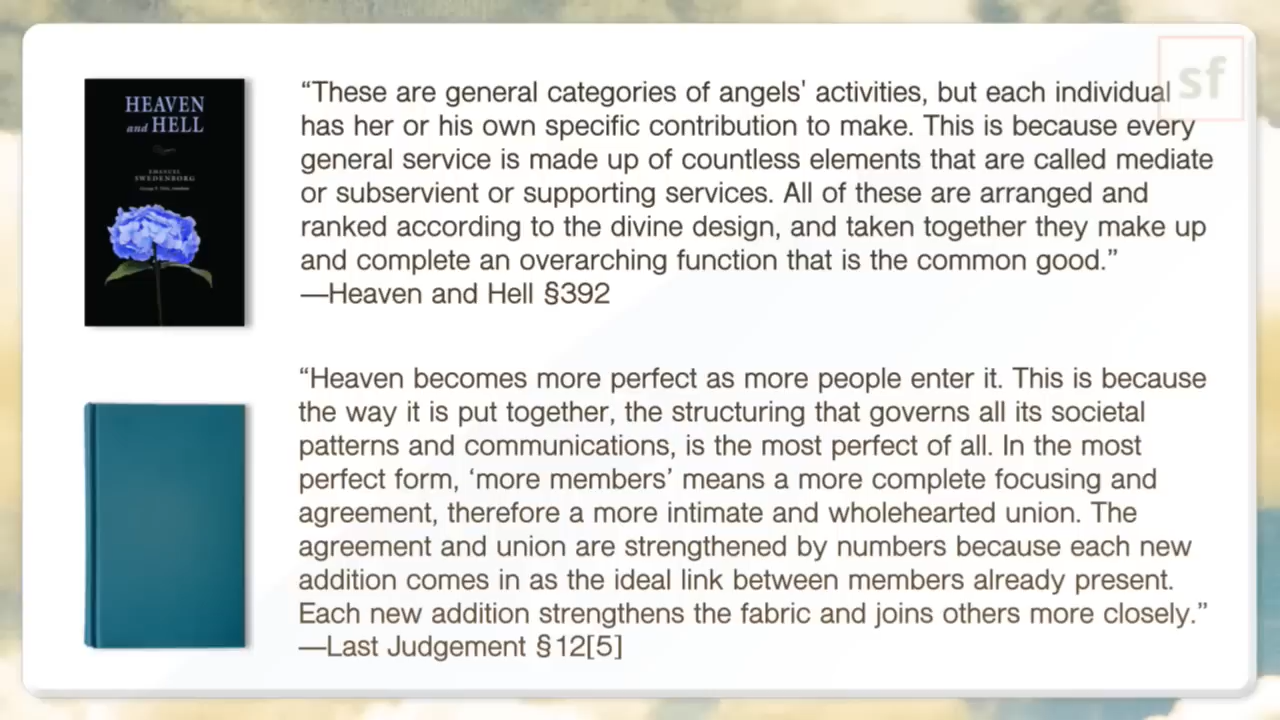 HEAVEN
and HELL
EMANUEL
SWEDENBORG
sf
“These are general categories of angels' activities, but each individual
has her or his own specific contribution to make. This is because every
general service is made up of countless elements that are called mediate
or subservient or supporting services. All of these are arranged and
ranked according to the divine design, and taken together they make up
and complete an overarching function that is the common good.”
—Heaven and Hell §392
“Heaven becomes more perfect as more people enter it. This is because
the way it is put together, the structuring that governs all its societal
patterns and communications, is the most perfect of all. In the most
perfect form, ‘more members’ means a more complete focusing and
agreement, therefore a more intimate and wholehearted union. The
agreement and union are strengthened by numbers because each new
addition comes in as the ideal link between members already present.
Each new addition strengthens the fabric and joins others more closely.”
—Last Judgement §12[5]